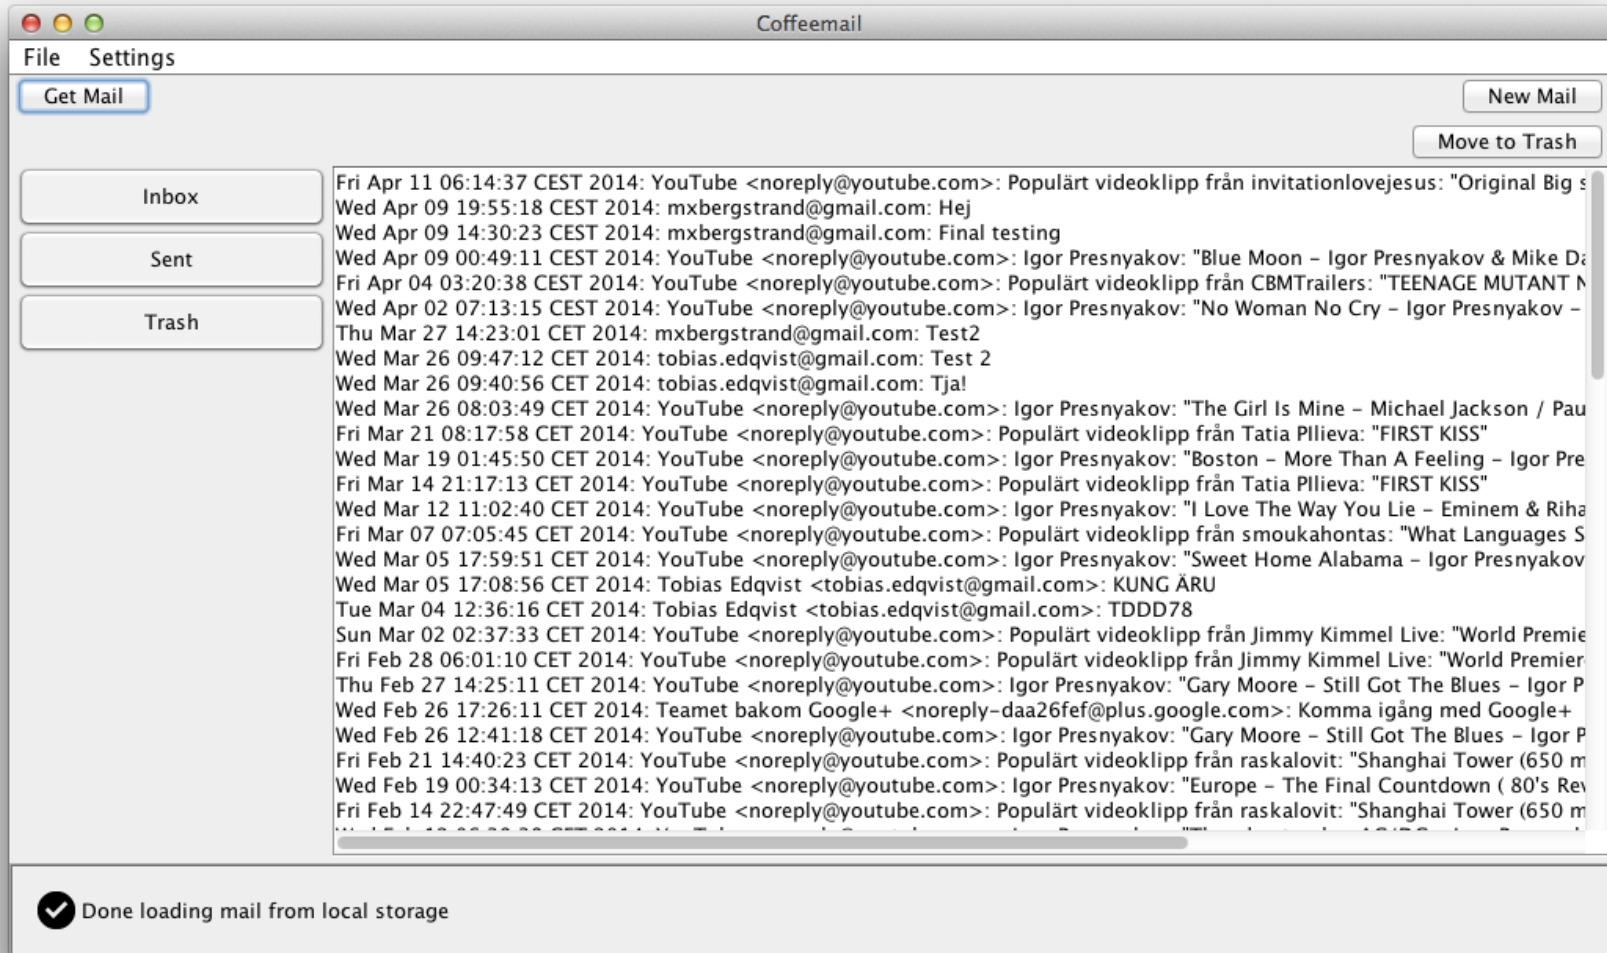 Coffeemail
File Settings
Get Mail
New Mail
Move to Trash
Inbox
Sent
Trash
Fri Apr 11 06:14:37 CEST 2014: YouTube <noreply@youtube.com>: Populärt videoklipp från invitationlovejesus: "Original Big s
Wed Apr 09 19:55:18 CEST 2014: mxbergstrand@gmail.com: Hej
Wed Apr 09 14:30:23 CEST 2014: mxbergstrand@gmail.com: Final testing
Wed Apr 09 00:49:11 CEST 2014: YouTube <noreply@youtube.com>: Igor Presnyakov: "Blue Moon – Igor Presnyakov & Mike Da
Fri Apr 04 03:20:38 CEST 2014: YouTube <noreply@youtube.com>: Populärt videoklipp från CBMTrailers: "TEENAGE MUTANT N
Wed Apr 02 07:13:15 CEST 2014: YouTube <noreply@youtube.com>: Igor Presnyakov: "No Woman No Cry – Igor Presnyakov –
Thu Mar 27 14:23:01 CET 2014: mxbergstrand@gmail.com: Test2
Wed Mar 26 09:47:12 CET 2014: tobias.edqvist@gmail.com: Test 2
Wed Mar 26 09:40:56 CET 2014: tobias.edqvist@gmail.com: Tja!
Wed Mar 26 08:03:49 CET 2014: YouTube <noreply@youtube.com>: Igor Presnyakov: "The Girl Is Mine – Michael Jackson / Pau
Fri Mar 21 08:17:58 CET 2014: YouTube <noreply@youtube.com>: Populärt videoklipp från Tatia PIlieva: "FIRST KISS"
Wed Mar 19 01:45:50 CET 2014: YouTube <noreply@youtube.com>: Igor Presnyakov: "Boston – More Than A Feeling – Igor Pre
Fri Mar 14 21:17:13 CET 2014: YouTube <noreply@youtube.com>: Populärt videoklipp från Tatia PIlieva: "FIRST KISS"
Wed Mar 12 11:02:40 CET 2014: YouTube <noreply@youtube.com>: Igor Presnyakov: "I Love The Way You Lie – Eminem & Riha
Fri Mar 07 07:05:45 CET 2014: YouTube <noreply@youtube.com>: Populärt videoklipp från smoukahontas: "What Languages S
Wed Mar 05 17:59:51 CET 2014: YouTube <noreply@youtube.com>: Igor Presnyakov: "Sweet Home Alabama – Igor Presnyakov
Wed Mar 05 17:08:56 CET 2014: Tobias Edqvist <tobias.edqvist@gmail.com>: KUNG ÄRU
Tue Mar 04 12:36:16 CET 2014: Tobias Edqvist <tobias.edqvist@gmail.com>: TDDD78
Sun Mar 02 02:37:33 CET 2014: YouTube <noreply@youtube.com>: Populärt videoklipp från Jimmy Kimmel Live: "World Premie
Fri Feb 28 06:01:10 CET 2014: YouTube <noreply@youtube.com>: Populärt videoklipp från Jimmy Kimmel Live: "World Premier
Thu Feb 27 14:25:11 CET 2014: YouTube <noreply@youtube.com>: Igor Presnyakov: "Gary Moore – Still Got The Blues – Igor P
Wed Feb 26 17:26:11 CET 2014: Teamet bakom Google+ <noreply-daa26fef@plus.google.com>: Komma igång med Google+
Wed Feb 26 12:41:18 CET 2014: YouTube <noreply@youtube.com>: Igor Presnyakov: "Gary Moore – Still Got The Blues – Igor P
Fri Feb 21 14:40:23 CET 2014: YouTube <noreply@youtube.com>: Populärt videoklipp från raskalovit: "Shanghai Tower (650 m
Wed Feb 19 00:34:13 CET 2014: YouTube <noreply@youtube.com>: Igor Presnyakov: "Europe – The Final Countdown ( 80's Rev
Fri Feb 14 22:47:49 CET 2014: YouTube <noreply@youtube.com>: Populärt videoklipp från raskalovit: "Shanghai Tower (650 m
Done loading mail from local storage